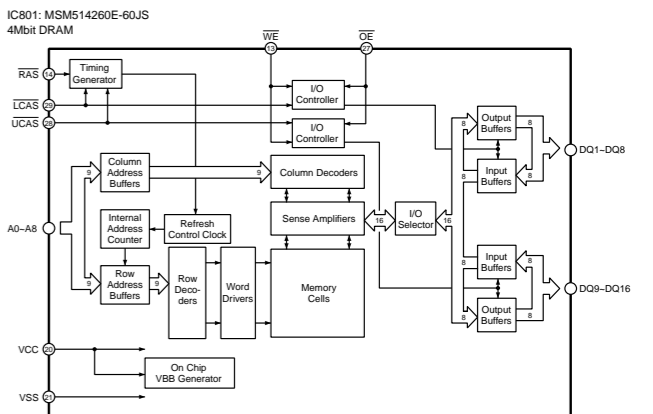 IC801: MSM514260E-60JS
4Mbit DRAM
WE
OE
13
27
RAS
14
Timing
Generator
LCAS
29
UCAS
28
I/O
Controller
I/O
Controller
8
Output
Buffers
8
8
8
Input
Buffers
8
DQ1~DQ8
9
Column
Address
Buffers
9
Column Decoders
A0~A8
Internal
Address
Counter
Refresh
Control Clock
Sense Amplifiers
16
I/O
Selector
16
9
Row
Address
Buffers
9
Row
Deco-
ders
Word
Drivers
Memory
Cells
8
Input
Buffers
8
8
8
Output
Buffers
8
DQ9~DQ16
VCC
20
On Chip
VBB Generator
VSS
21